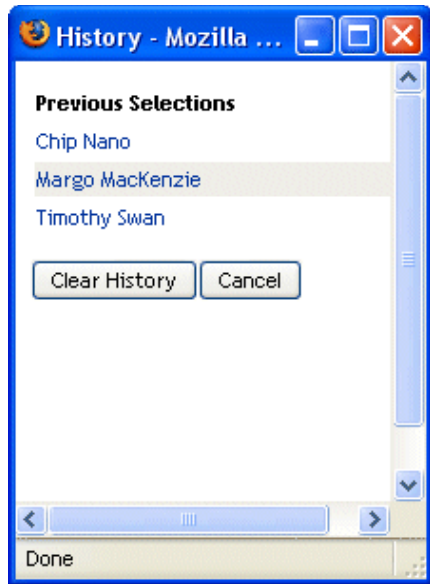 History - Mozilla ...
Previous Selections
Chip Nano
Margo MacKenzie
Timothy Swan
Clear History Cancel
Done